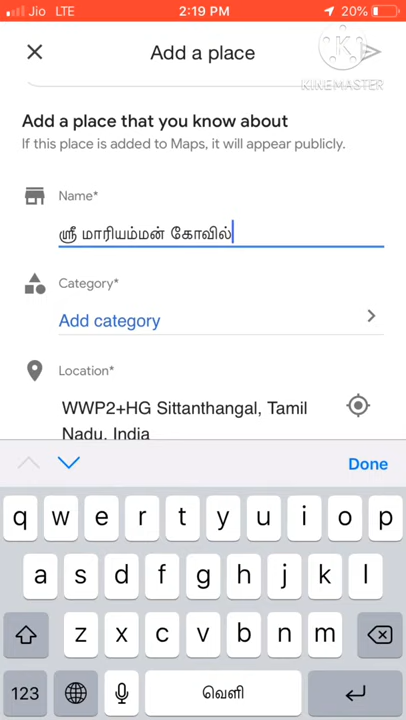 Jio LTE 2:19 PM 20%
Add a place
KINEMASTER
Add a place that you know about
If this place is added to Maps, it will appear publicly.
Name*
ஸ்ரீ மாரியம்மன் கோவில்
Category*
Add category
Location*
WWP2+HG Sittanthangal, Tamil
Nadu, India
Done
q w e r t y u i o p
a s d f g h j k l
z x c v b n m
123 வெளி